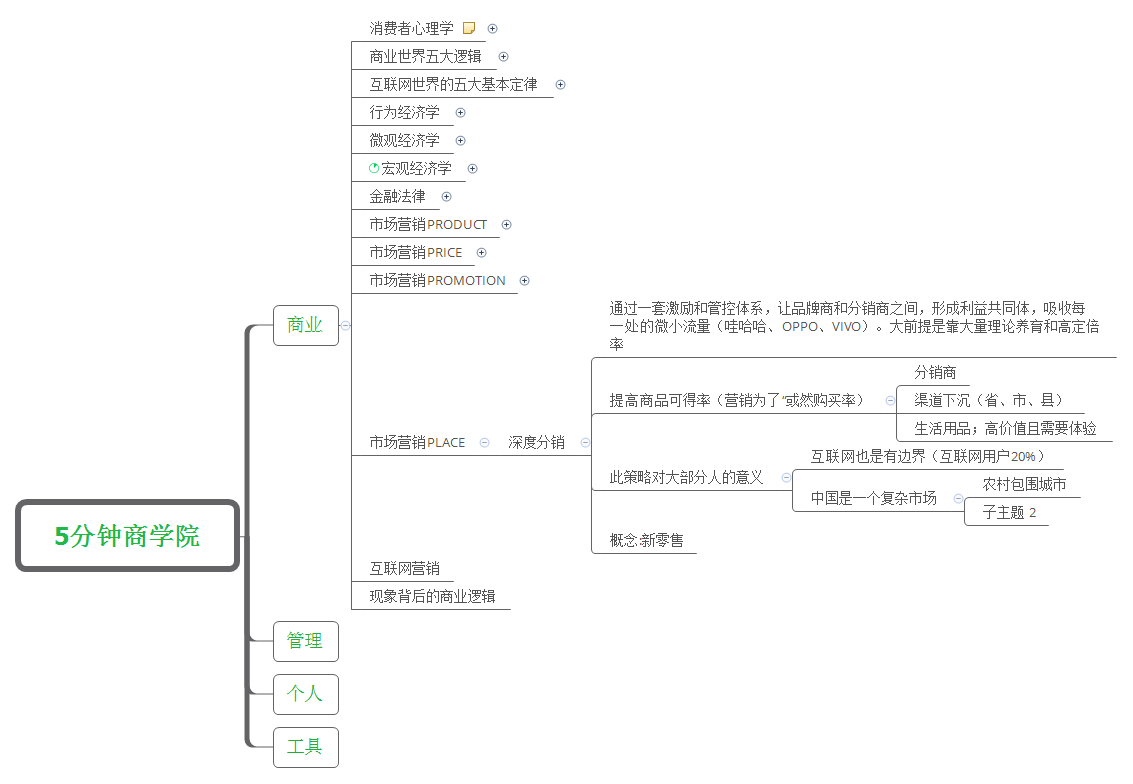 消费者心理学
商业世界五大逻辑
互联网世界的五大基本定律
行为经济学
微观经济学
宏观经济学
金融法律
市场营销PRODUCT
市场营销PRICE
市场营销PROMOTION
商业
通过一套激励和管控体系，让品牌商和分销商之间，形成利益共同体，吸收每
一处的微小流量（哇哈哈、OPPO、VIVO）。大前提是靠大量理论养育和高定倍
率
分销商
提高商品可得率（营销为了“或然购买率）
渠道下沉（省、市、县）
生活用品；高价值且需要体验
市场营销PLACE
深度分销
互联网也是有边界（互联网用户20%）
此策略对大部分人的意义
中国是一个复杂市场
农村包围城市
子主题 2
概念:新零售
5分钟商学院
互联网营销
现象背后的商业逻辑
管理
个人
工具